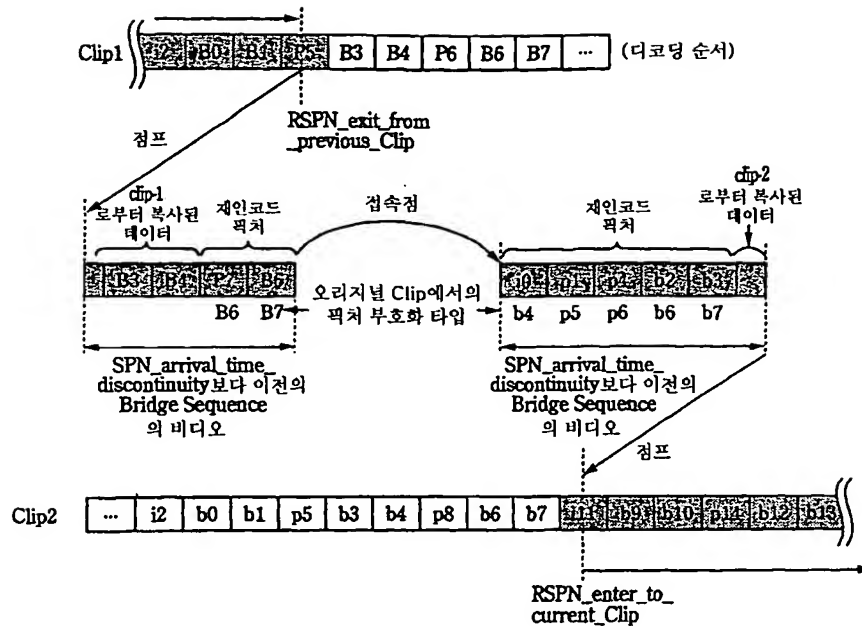 Clip1 i2 B0 B1 P5 B3 B4 P6 B6 B7 ... (디코딩 순서)
점프
RSPN_exit_from
_previous_Clip
clip-1
로부터 복사된
데이터
재인코드
픽처
접속점
재인코드
픽처
clip-2
로부터 복사된
데이터
B3 B4
B6 B7
오리지널 Clip에서의
픽처 부호화 타입
b2
b4 p5 p6 b6 b7
SPN_arrival_time_
discontinuity보다 이전의
Bridge Sequence
의 비디오
SPN_arrival_time_
discontinuity보다 이전의
Bridge Sequence
의 비디오
점프
Clip2 ... i2 b0 b1 p5 b3 b4 p8 b6 b7 i11 b9 b10 p14 b12 b13
RSPN_enter_to_
current_Clip